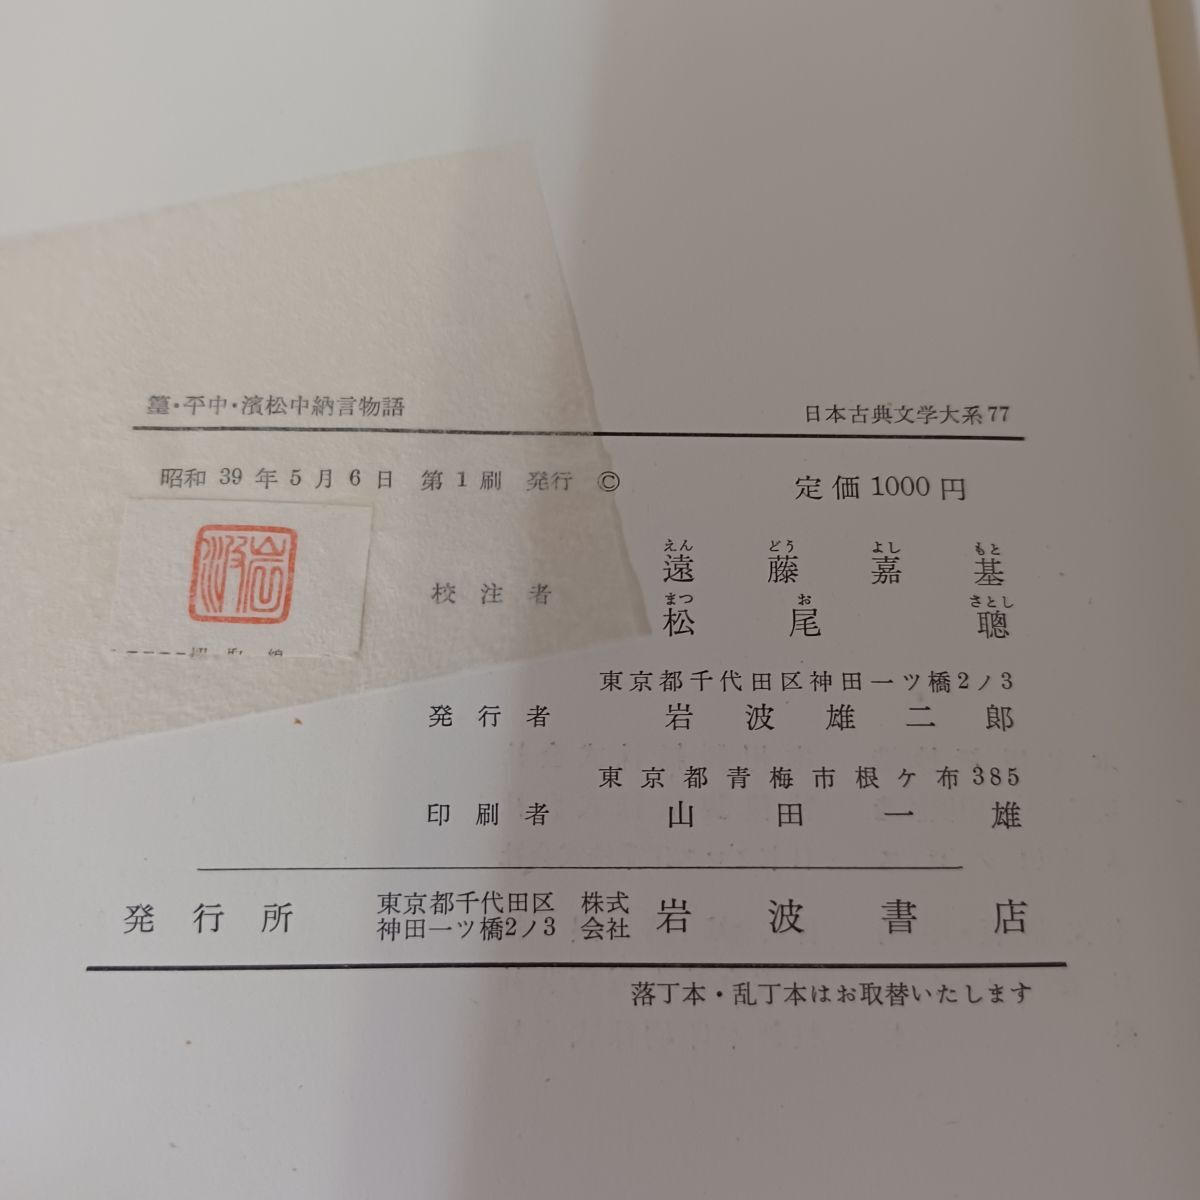 篁・平中・濱松中納言物語
日本古典文学大系77
昭和39年5月6日 第1刷 発行 ©
定価1000円
岩波
切取線
校注者
えん どう よし もと
遠藤嘉基
まつ お さとし
松尾聰
東京都千代田区神田一ツ橋2ノ3
発行者 岩波雄二郎
東京都青梅市根ヶ布385
印刷者 山田一雄
発行所 東京都千代田区神田一ツ橋2ノ3 株式会社 岩波書店
落丁本・乱丁本はお取替いたします